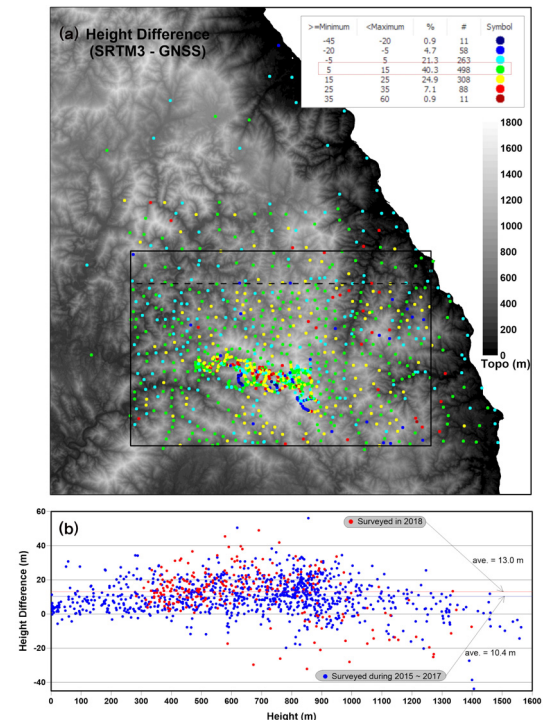 (a) Height Difference
(SRTM3 - GNSS)
>=Minimum <Maximum % # Symbol
-45 -20 0.9 11
-20 -5 4.7 58
-5 5 21.3 263
5 15 40.3 498
15 25 24.9 308
25 35 7.1 88
35 60 0.9 11
1800
1600
1400
1200
1000
800
600
400
200
0
Topo (m)
(b)
Surveyed in 2018
ave. = 13.0 m
ave. = 10.4 m
Surveyed during 2015 ~ 2017
Height Difference (m)
60
40
20
0
-20
-40
0 100 200 300 400 500 600 700 800 900 1000 1100 1200 1300 1400 1500 1600
Height (m)